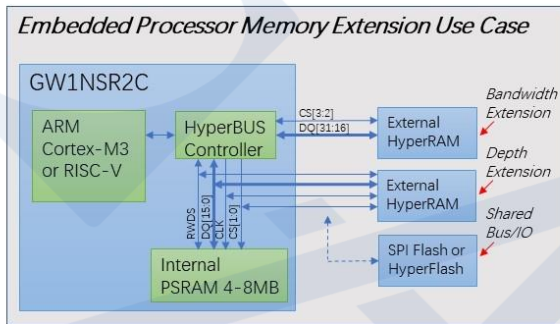 Embedded Processor Memory Extension Use Case
GW1NSR2C
ARM
Cortex-M3
or RISC-V
HyperBUS
Controller
CS[3:2]
DQ[31:16]
External
HyperRAM
Bandwidth
Extension
External
HyperRAM
Depth
Extension
RWDS
DQ[15:0]
CLK
CS[1:0]
Shared
Bus/IO
SPI Flash or
HyperFlash
Internal
PSRAM 4-8MB